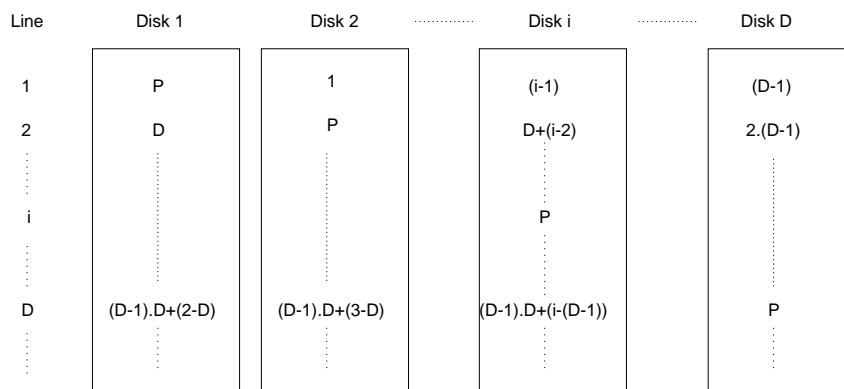 Line Disk 1 Disk 2 Disk i Disk D
1 P 1 (i-1) (D-1)
2 D P D+(i-2) 2.(D-1)
i P
D (D-1).D+(2-D) (D-1).D+(3-D) (D-1).D+(i-(D-1)) P